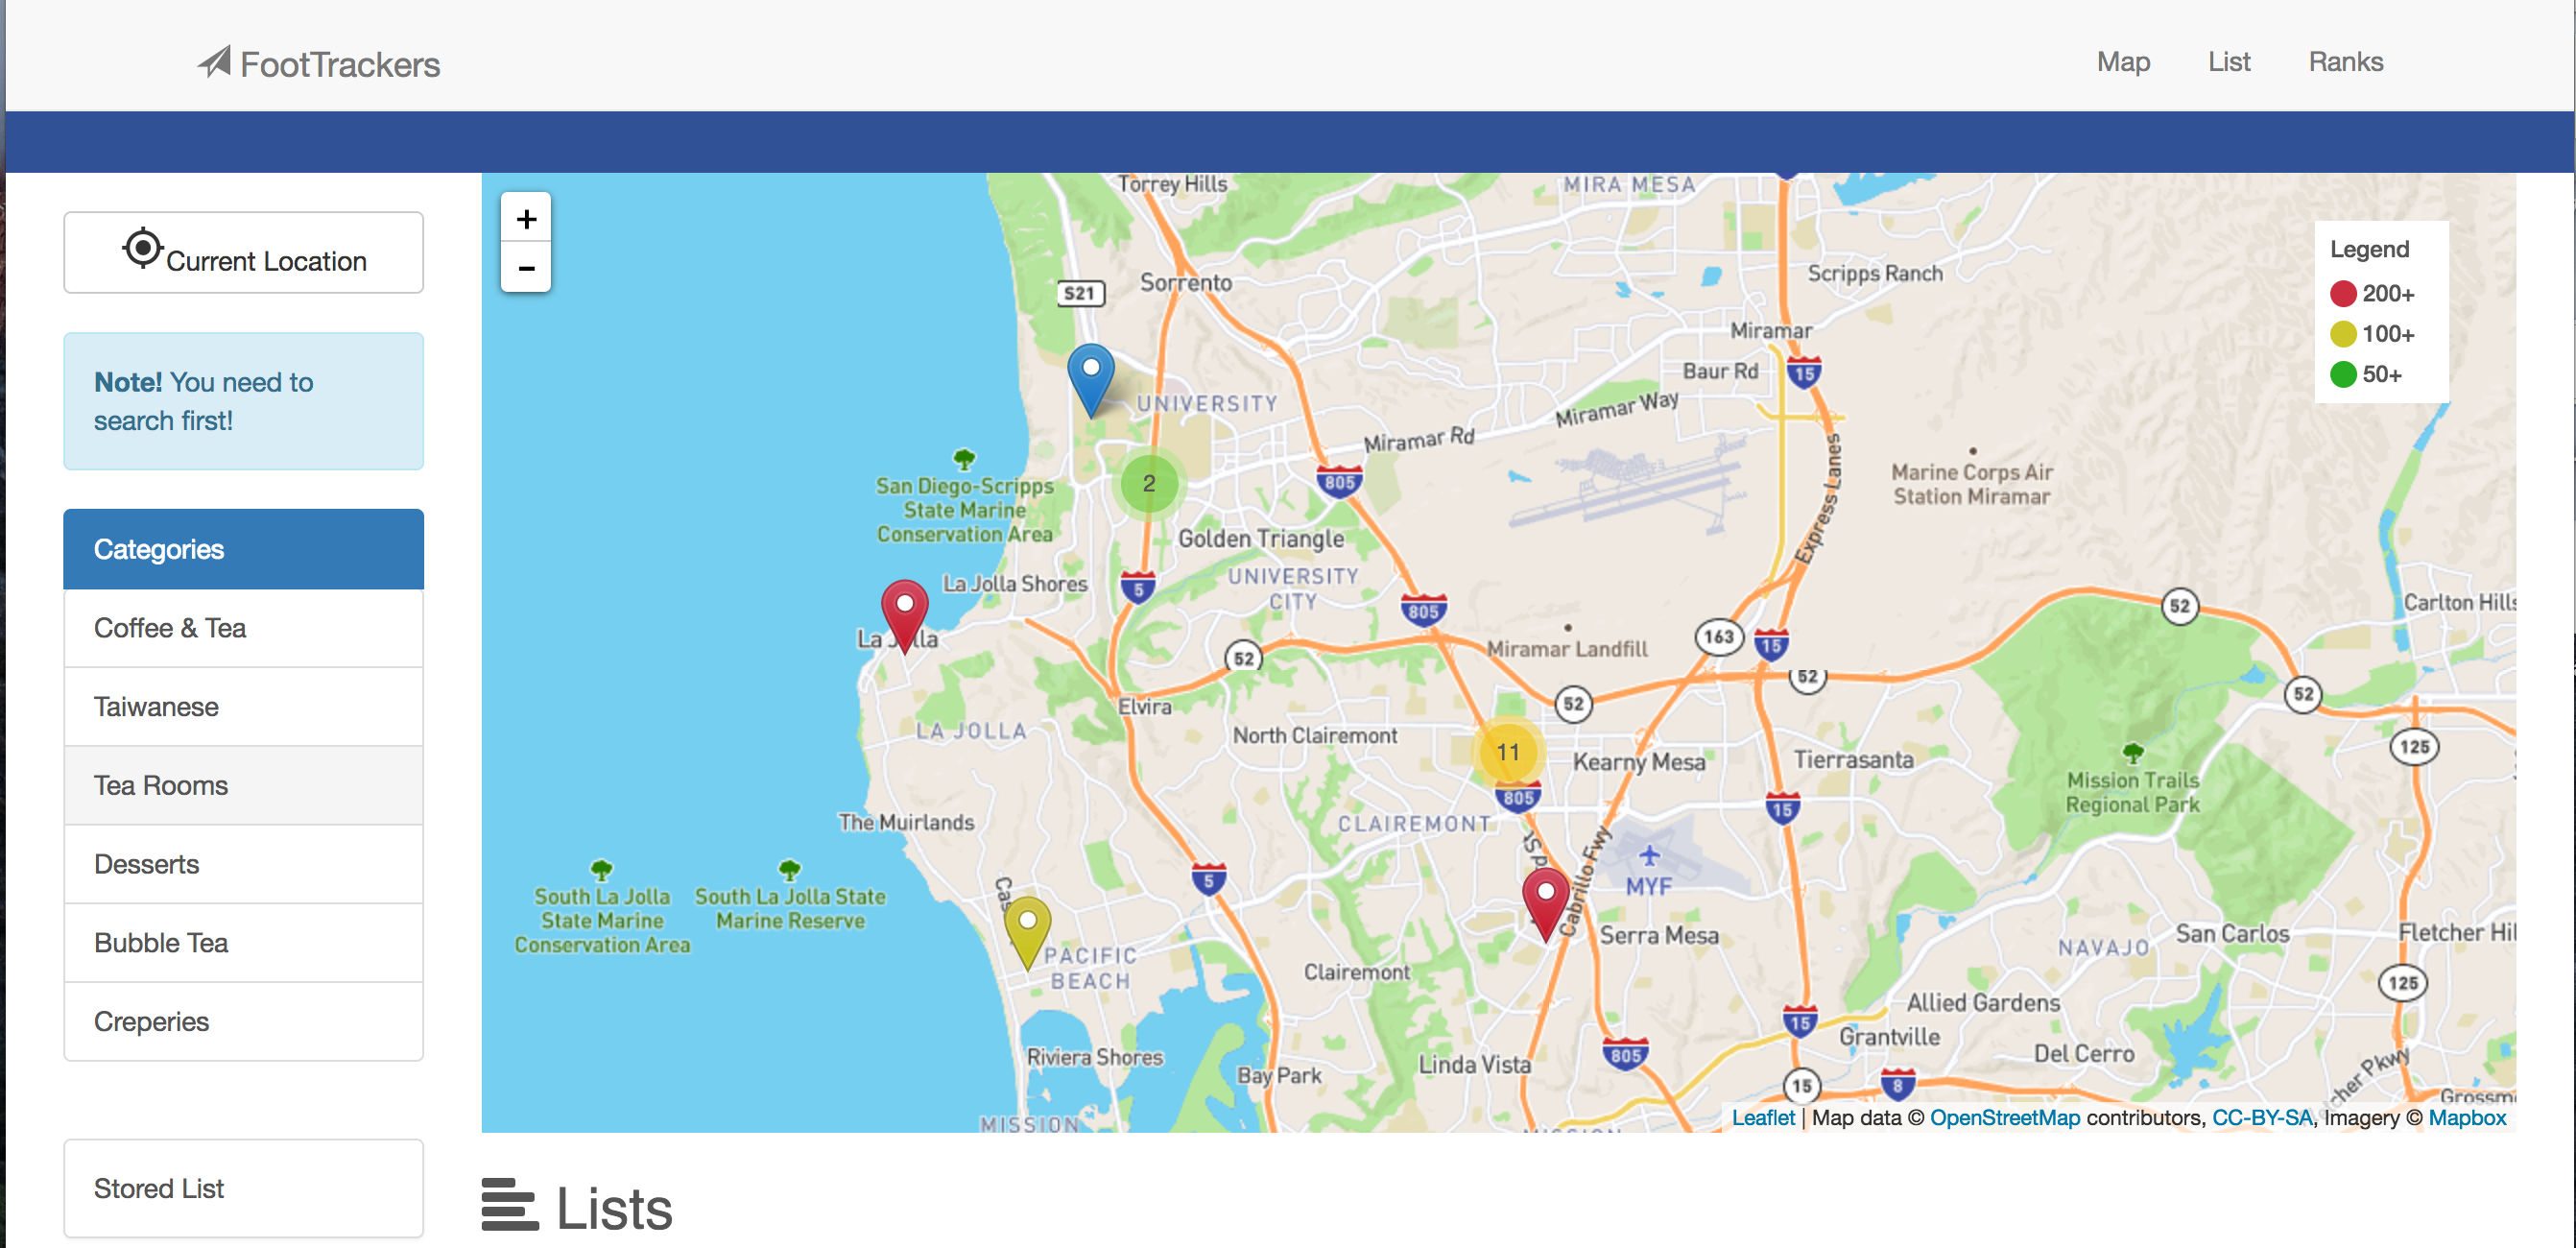 FootTrackers
Map
List
Ranks
Current Location
Note! You need to
search first!
Categories
Coffee & Tea
Taiwanese
Tea Rooms
Desserts
Bubble Tea
Creperies
Stored List
+
-
Torrey Hills
MIRA MESA
Legend
200+
100+
50+
S21
Sorrento
Scripps Ranch
Miramar
Baur Rd
15
UNIVERSITY
Miramar Way
Miramar Rd
Express Lanes
2
805
San Diego-Scripps
State Marine
Conservation Area
Marine Corps Air
Station Miramar
Golden Triangle
La Jolla Shores
5
UNIVERSITY
CITY
805
52
Carlton Hills
163
15
52
Miramar Landfill
52
52
52
Elvira
LA JOLLA
North Clairemont
11
Kearny Mesa
Tierrasanta
125
Mission Trails
Regional Park
805
15
The Muirlands
CLAIREMONT
Cabrillo Fwy
MYF
5
South La Jolla
State Marine
Conservation Area
South La Jolla State
Marine Reserve
PACIFIC
BEACH
Serra Mesa
NAVAJO
San Carlos
Fletcher Hil
Clairemont
125
Allied Gardens
15
Grantville
Del Cerro
Riviera Shores
Bay Park
Linda Vista
805
15
8
cher Pkwy
Grossm
MISSION
MISSION
Leaflet | Map data © OpenStreetMap contributors, CC-BY-SA, Imagery © Mapbox
Lists